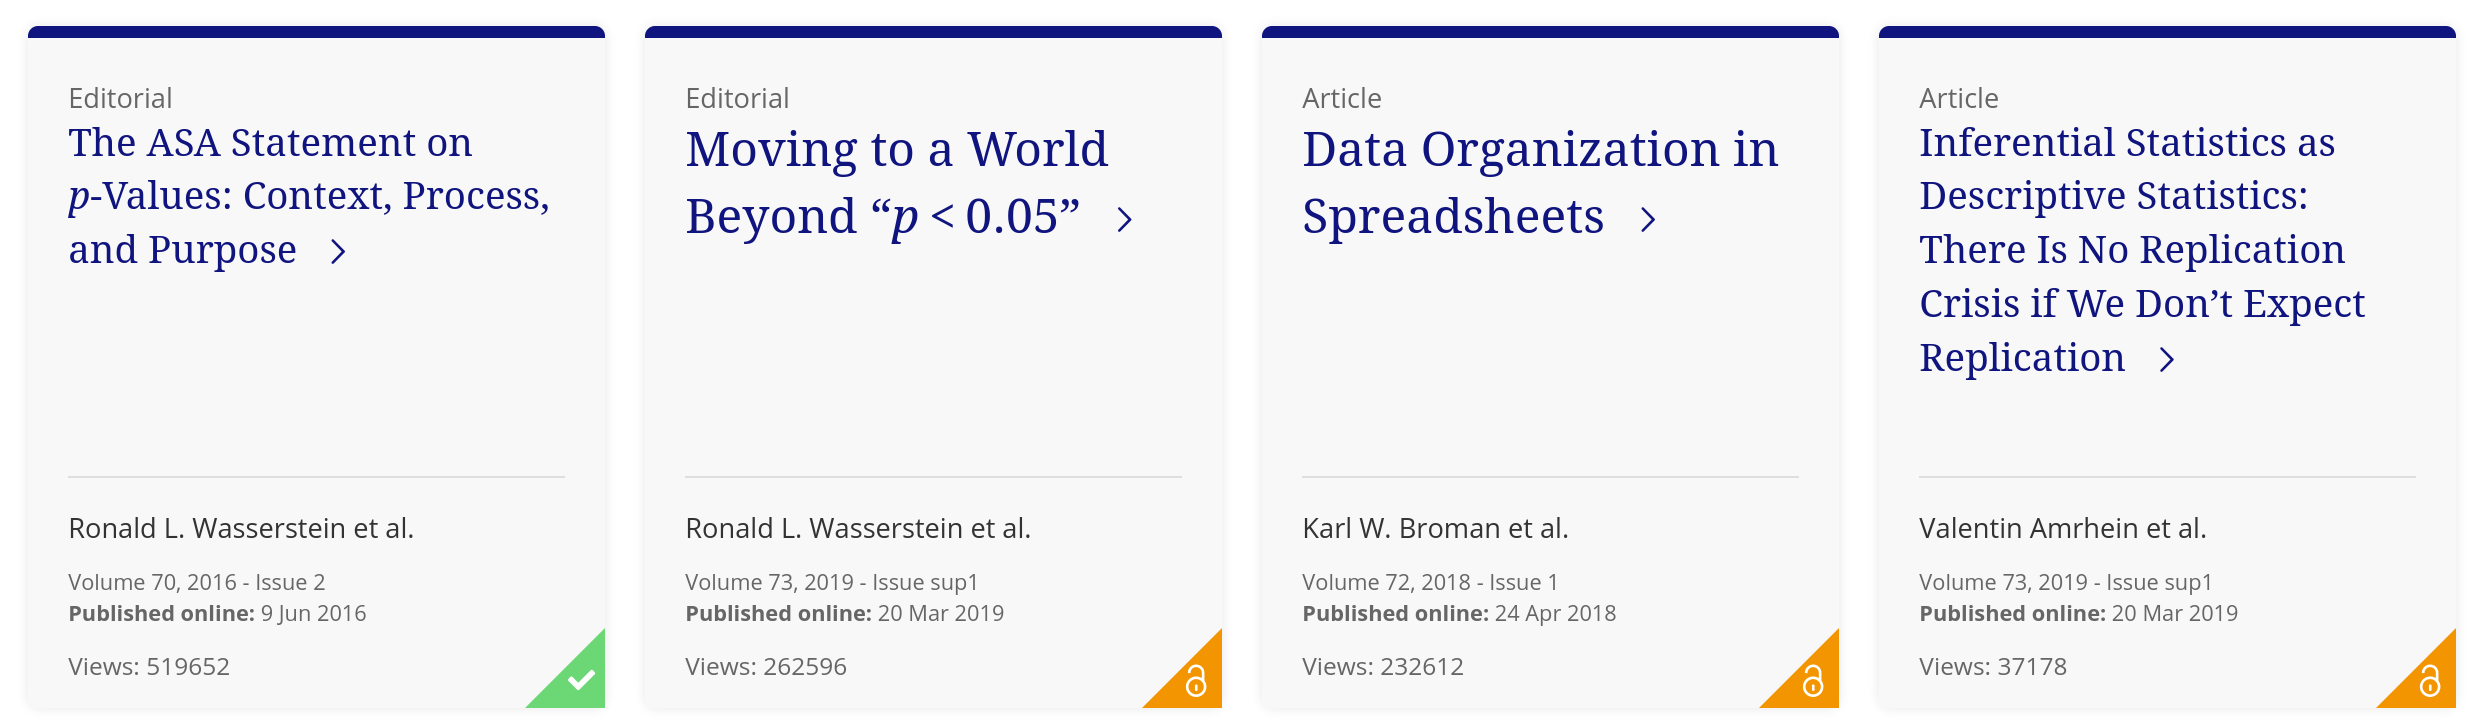 Editorial
The ASA Statement on
p-Values: Context, Process,
and Purpose
Ronald L. Wasserstein et al.
Volume 70, 2016 - Issue 2
Published online: 9 Jun 2016
Views: 519652
Editorial
Moving to a World
Beyond “p < 0.05”
Ronald L. Wasserstein et al.
Volume 73, 2019 - Issue sup1
Published online: 20 Mar 2019
Views: 262596
Article
Data Organization in
Spreadsheets
Karl W. Broman et al.
Volume 72, 2018 - Issue 1
Published online: 24 Apr 2018
Views: 232612
Article
Inferential Statistics as
Descriptive Statistics:
There Is No Replication
Crisis if We Don’t Expect
Replication
Valentin Amrhein et al.
Volume 73, 2019 - Issue sup1
Published online: 20 Mar 2019
Views: 37178